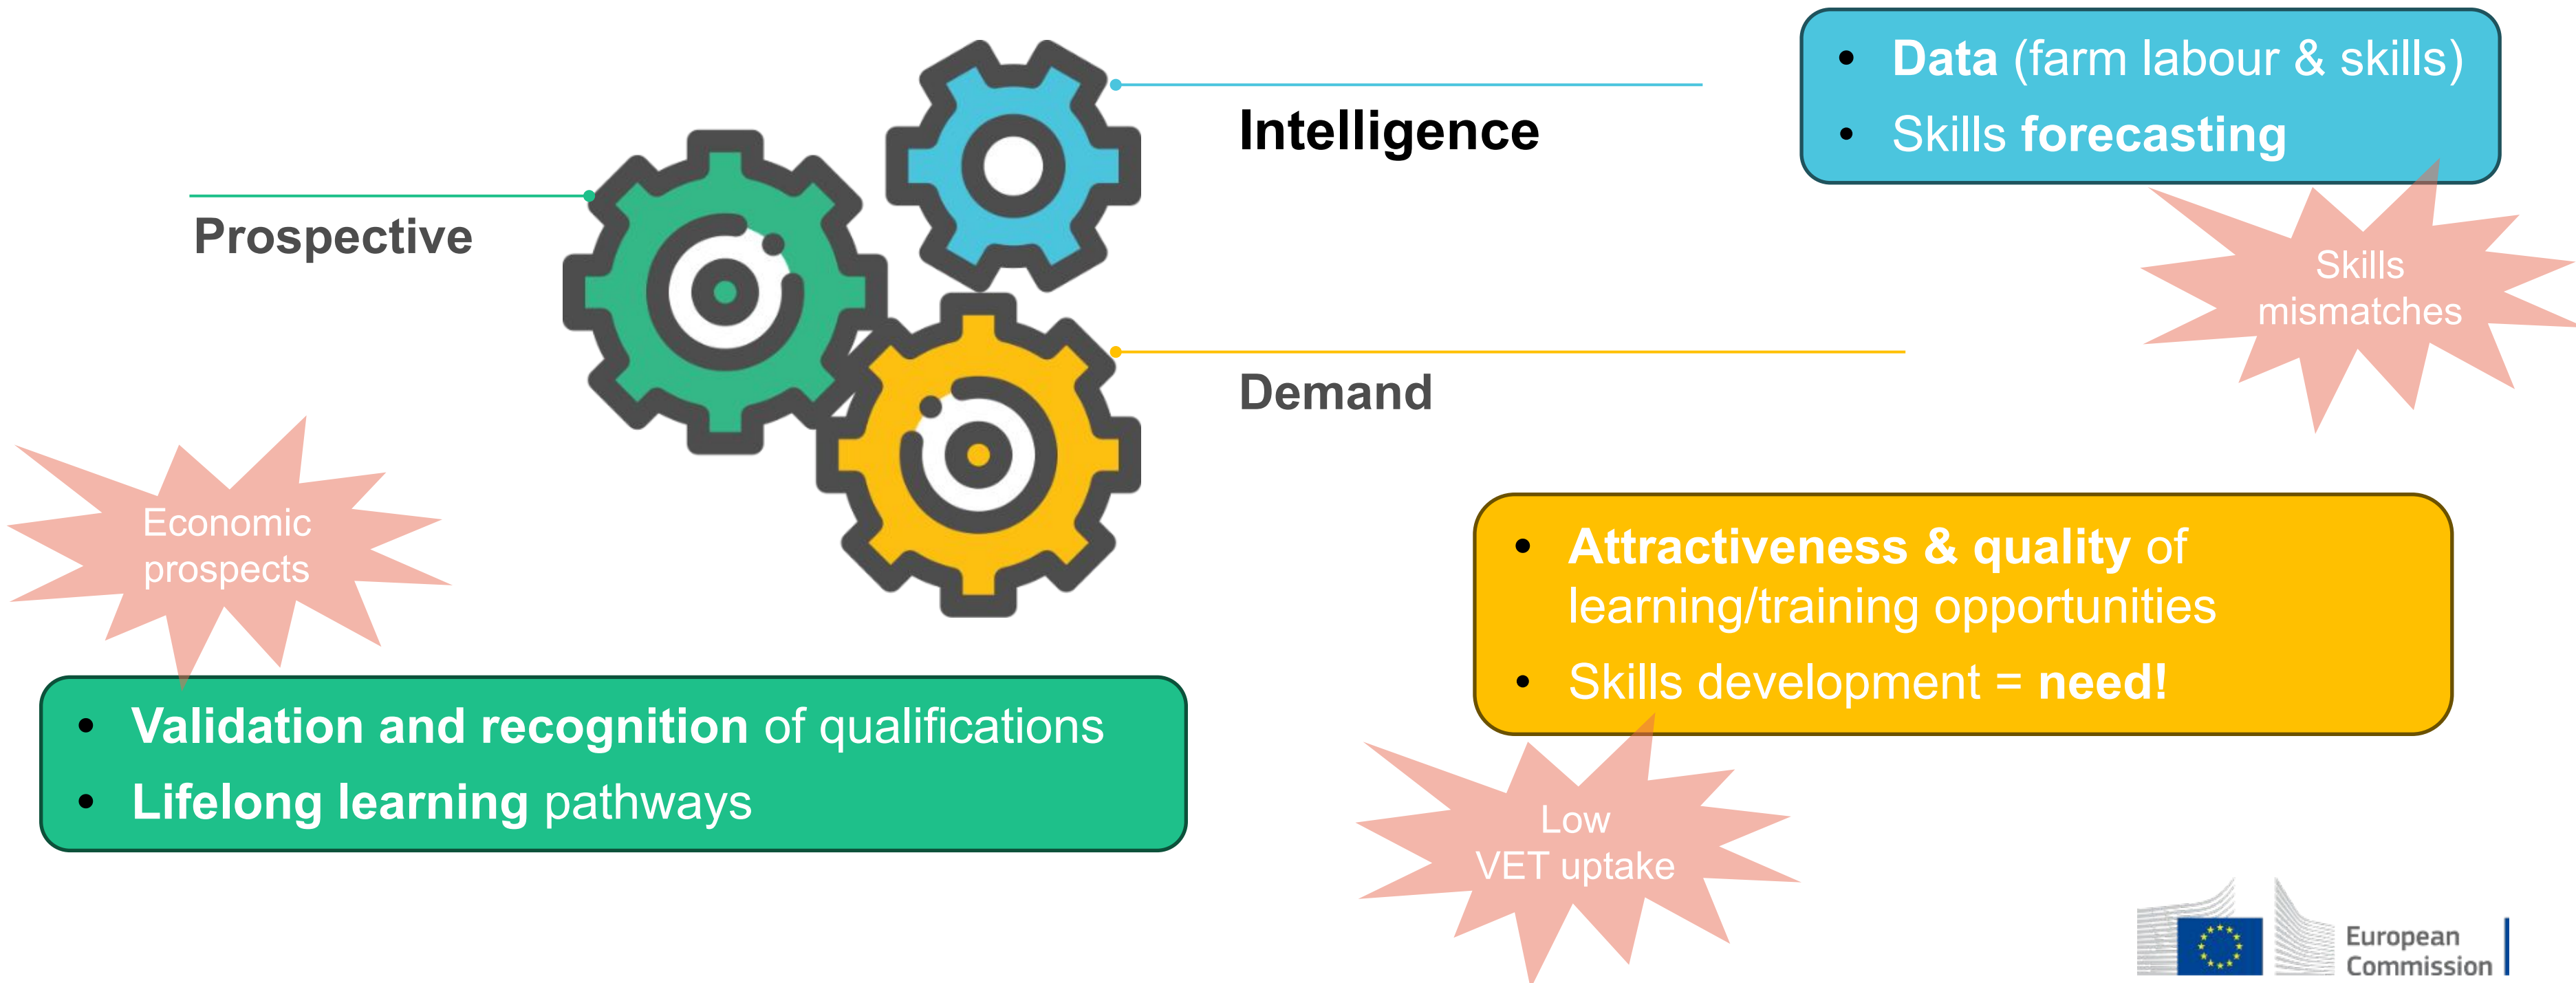 Intelligence
• Data (farm labour & skills)
• Skills forecasting
Skills
mismatches
Prospective
Demand
Economic
prospects
• Validation and recognition of qualifications
• Lifelong learning pathways
• Attractiveness & quality of
learning/training opportunities
• Skills development = need!
Low
VET uptake
European
Commission